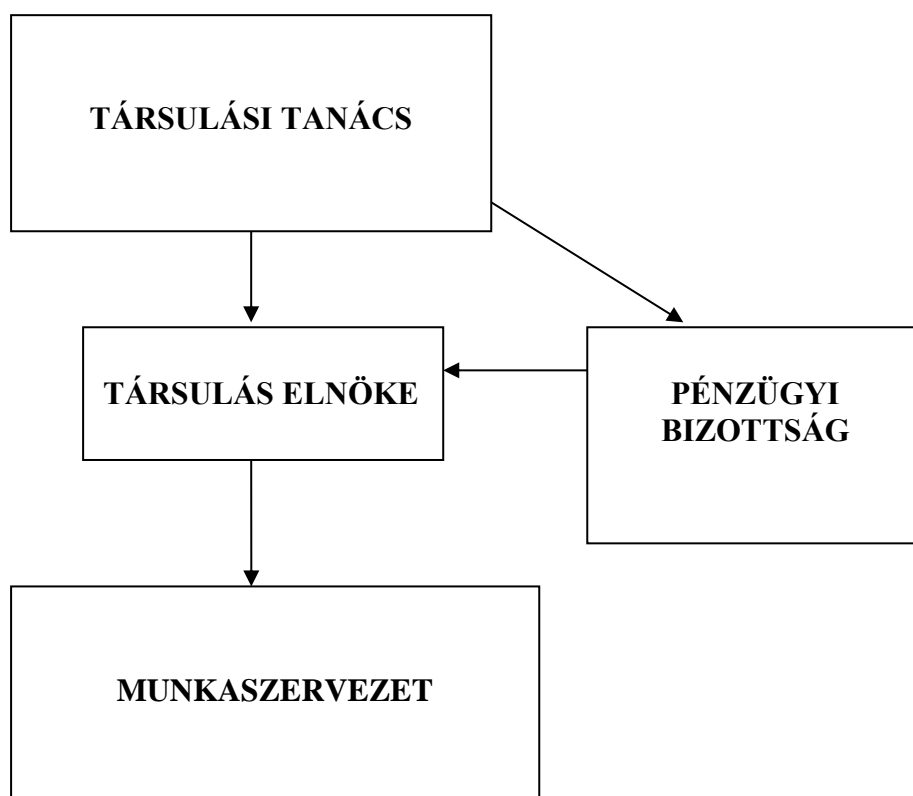 TÁRSULÁSI TANÁCS
TÁRSULÁS ELNÖKE
PÉNZÜGYI
BIZOTTSÁG
MUNKASZERVEZET